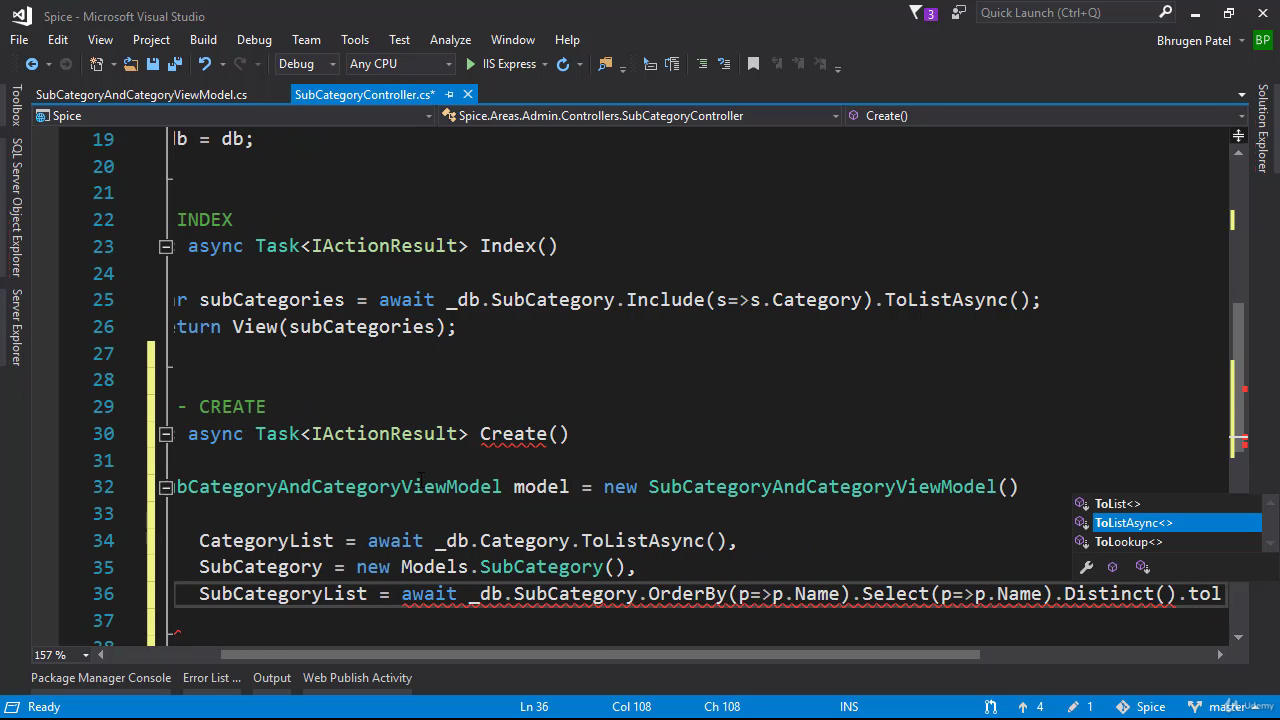 Spice - Microsoft Visual Studio
3
Quick Launch (Ctrl+Q)
File Edit View Project Build Debug Team Tools Test Analyze Window Help
Bhrugen Patel
BP
Debug Any CPU IIS Express
SubCategoryAndCategoryViewModel.cs SubCategoryController.cs*
Spice Spice.Areas.Admin.Controllers.SubCategoryController Create()
Toolbox
SQL Server Object Explorer
Server Explorer
Solution Explorer
19 b = db;
20
21
22 INDEX
23 async Task<IActionResult> Index()
24
25 r subCategories = await _db.SubCategory.Include(s=>s.Category).ToListAsync();
26 turn View(subCategories);
27
28
29 - CREATE
30 async Task<IActionResult> Create()
31
32 bCategoryAndCategoryViewModel model = new SubCategoryAndCategoryViewModel()
33
34 CategoryList = await _db.Category.ToListAsync(),
35 SubCategory = new Models.SubCategory(),
36 SubCategoryList = await _db.SubCategory.OrderBy(p=>p.Name).Select(p=>p.Name).Distinct().tol
37
38
ToList<>
ToListAsync<>
ToLookup<>
157 %
Package Manager Console Error List ... Output Web Publish Activity
Ready Ln 36 Col 108 Ch 108 INS 4 1 Spice master
Udemy